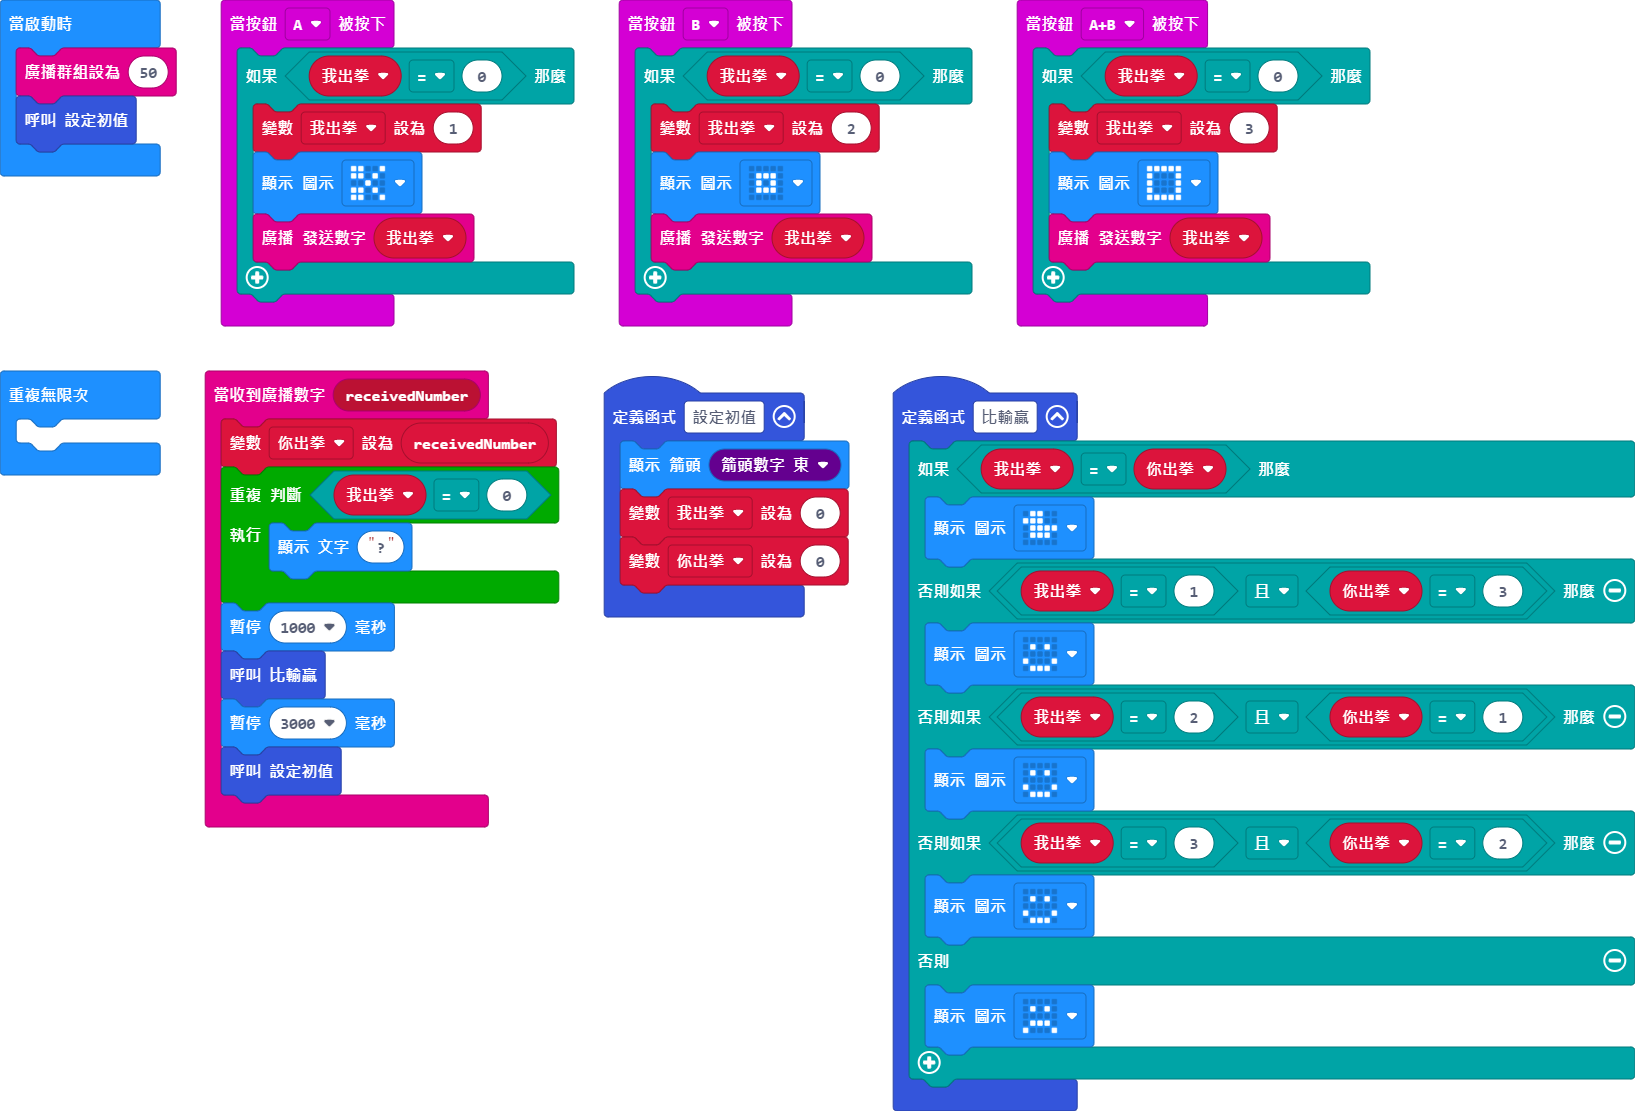 當啟動時
廣播群組設為 50
呼叫 設定初值
當按鈕 A 被按下
如果 我出拳 = 0 那麼
變數 我出拳 設為 1
顯示 圖示
廣播 發送數字 我出拳
當按鈕 B 被按下
如果 我出拳 = 0 那麼
變數 我出拳 設為 2
顯示 圖示
廣播 發送數字 我出拳
當按鈕 A+B 被按下
如果 我出拳 = 0 那麼
變數 我出拳 設為 3
顯示 圖示
廣播 發送數字 我出拳
重複無限次
當收到廣播數字 receivedNumber
變數 你出拳 設為 receivedNumber
重複 判斷 我出拳 = 0
執行
顯示 文字 "?"
暫停 1000 毫秒
呼叫 比輸贏
暫停 3000 毫秒
呼叫 設定初值
定義函式 設定初值
顯示 箭頭 箭頭數字 東
變數 我出拳 設為 0
變數 你出拳 設為 0
定義函式 比輸贏
如果 我出拳 = 你出拳 那麼
顯示 圖示
否則如果 我出拳 = 1 且 你出拳 = 3 那麼
顯示 圖示
否則如果 我出拳 = 2 且 你出拳 = 1 那麼
顯示 圖示
否則如果 我出拳 = 3 且 你出拳 = 2 那麼
顯示 圖示
否則
顯示 圖示